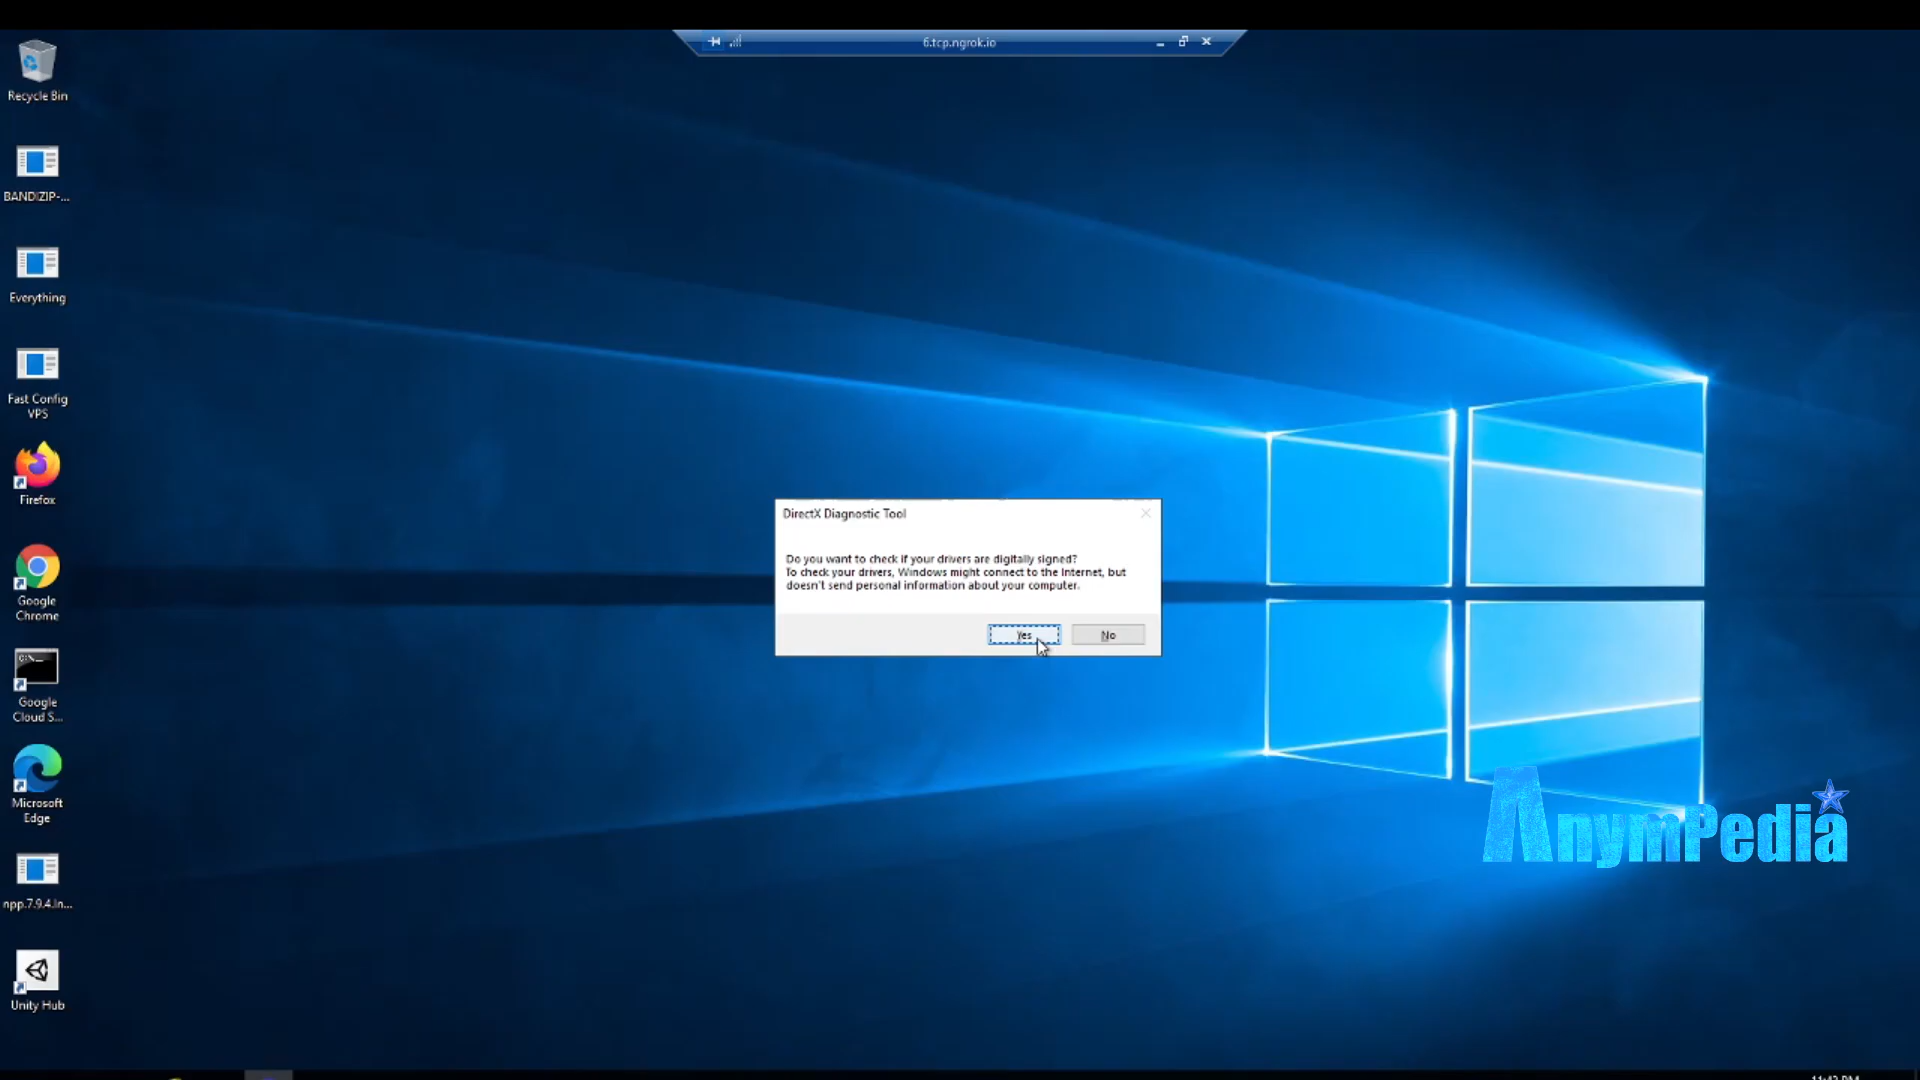 6.tcp.ngrok.io
Recycle Bin
BANDIZIP-...
Everything
Fast Config
VPS
Firefox
Google
Chrome
Google
Cloud S...
Microsoft
Edge
npp.7.9.4.In...
Unity Hub
DirectX Diagnostic Tool
Do you want to check if your drivers are digitally signed?
To check your drivers, Windows might connect to the Internet, but
doesn't send personal information about your computer.
Yes
No
AnymPedia